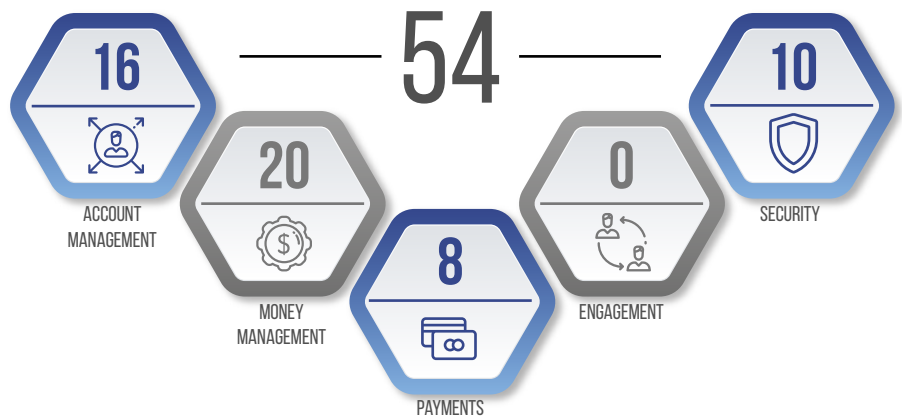 54
16
ACCOUNT
MANAGEMENT
20
$
MONEY
MANAGEMENT
8
PAYMENTS
0
ENGAGEMENT
10
SECURITY